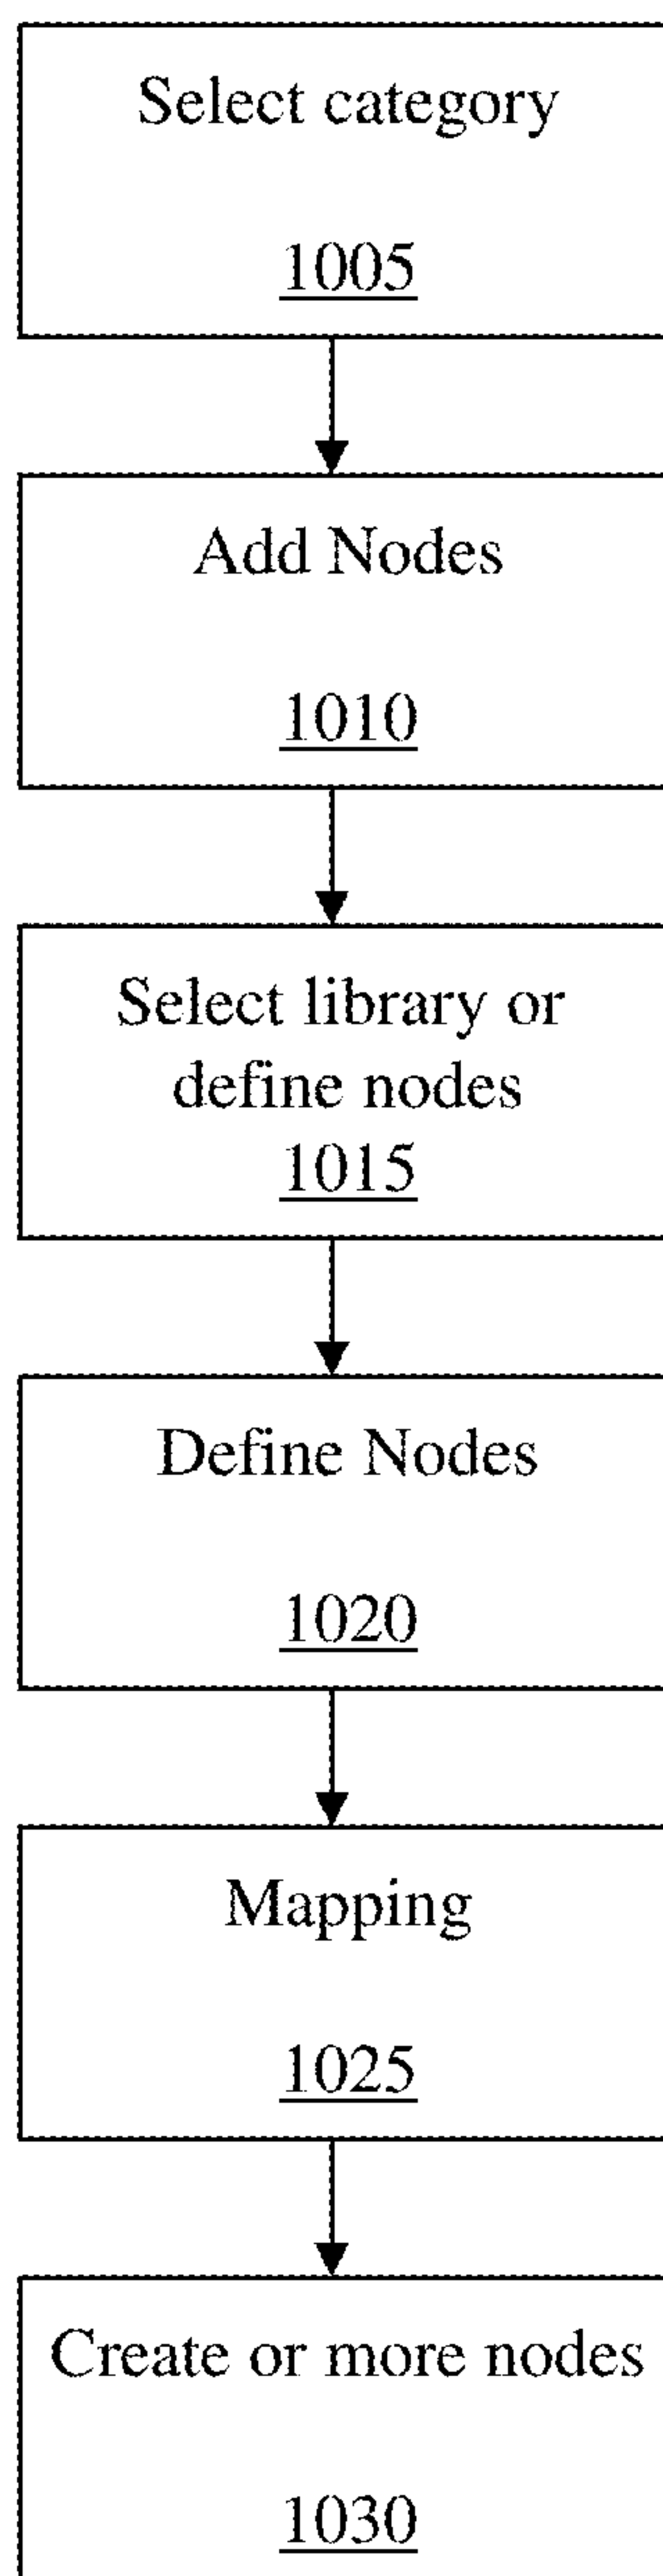 Select category
1005
Add Nodes
1010
Select library or
define nodes
1015
Define Nodes
1020
Mapping
1025
Create or more nodes
1030